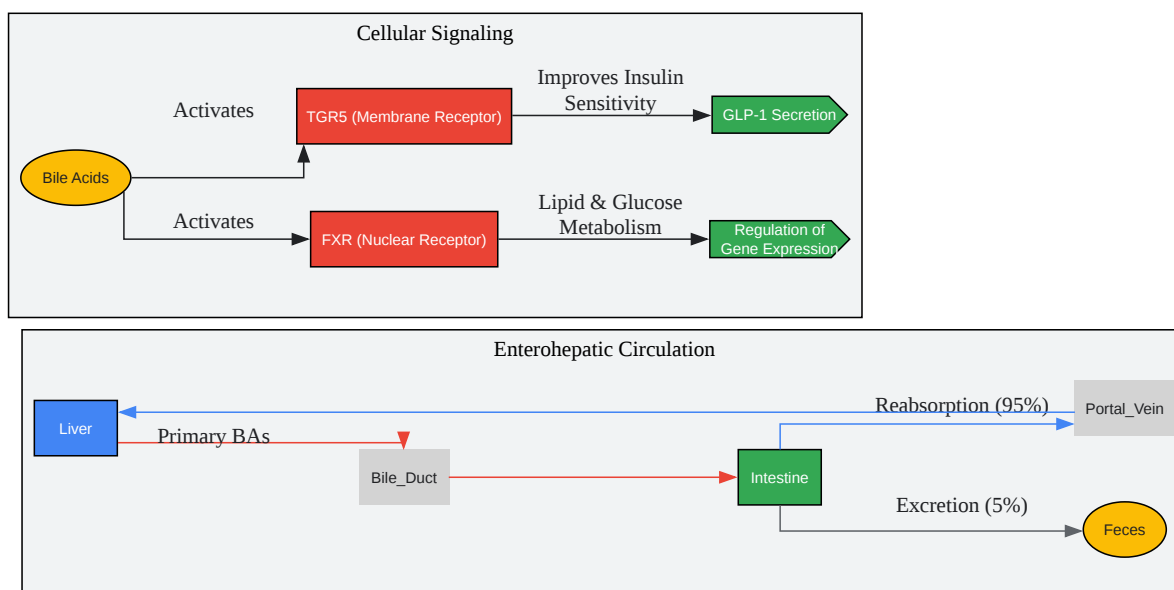 Cellular Signaling
Activates
TGR5 (Membrane Receptor)
Improves Insulin
Sensitivity
GLP-1 Secretion
Bile Acids
Activates
FXR (Nuclear Receptor)
Lipid & Glucose
Metabolism
Regulation of
Gene Expression
Enterohepatic Circulation
Liver
Primary BAs
Bile_Duct
Intestine
Reabsorption (95%)
Portal_Vein
Excretion (5%)
Feces